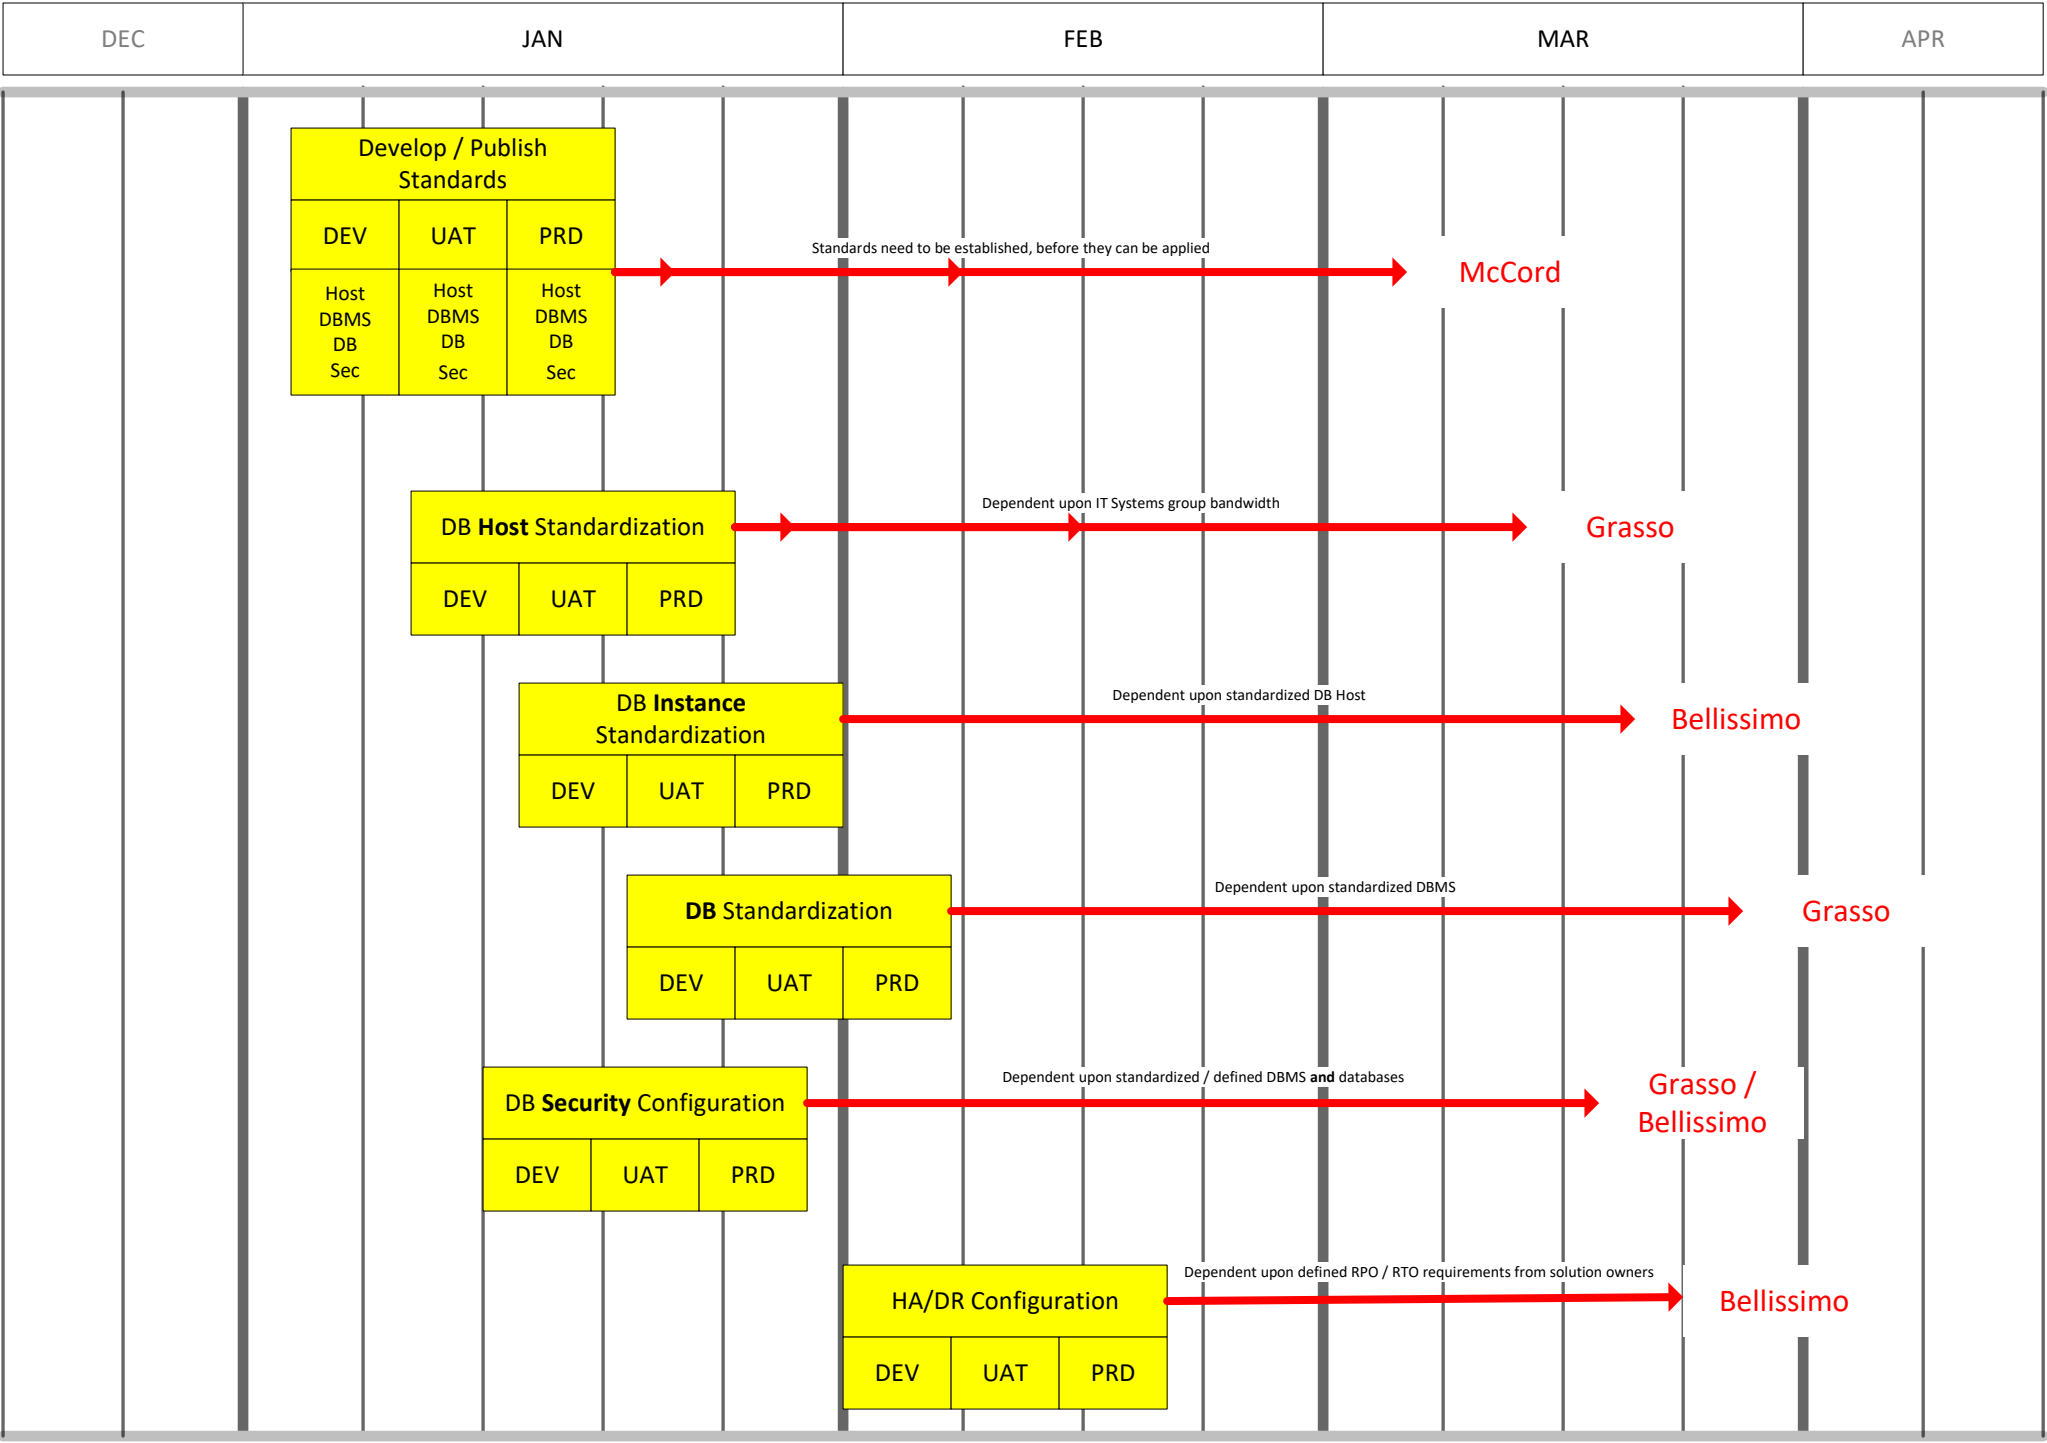 DEC
JAN
FEB
MAR
APR
Develop / Publish
Standards
DEV
UAT
PRD
Host
DBMS
DB
Sec
Host
DBMS
DB
Sec
Host
DBMS
DB
Sec
Standards need to be established, before they can be applied
McCord
DB Host Standardization
DEV
UAT
PRD
Dependent upon IT Systems group bandwidth
Grasso
DB Instance
Standardization
DEV
UAT
PRD
Dependent upon standardized DB Host
Bellissimo
DB Standardization
DEV
UAT
PRD
Dependent upon standardized DBMS
Grasso
DB Security Configuration
DEV
UAT
PRD
Dependent upon standardized / defined DBMS and databases
Grasso /
Bellissimo
HA/DR Configuration
DEV
UAT
PRD
Dependent upon defined RPO / RTO requirements from solution owners
Bellissimo